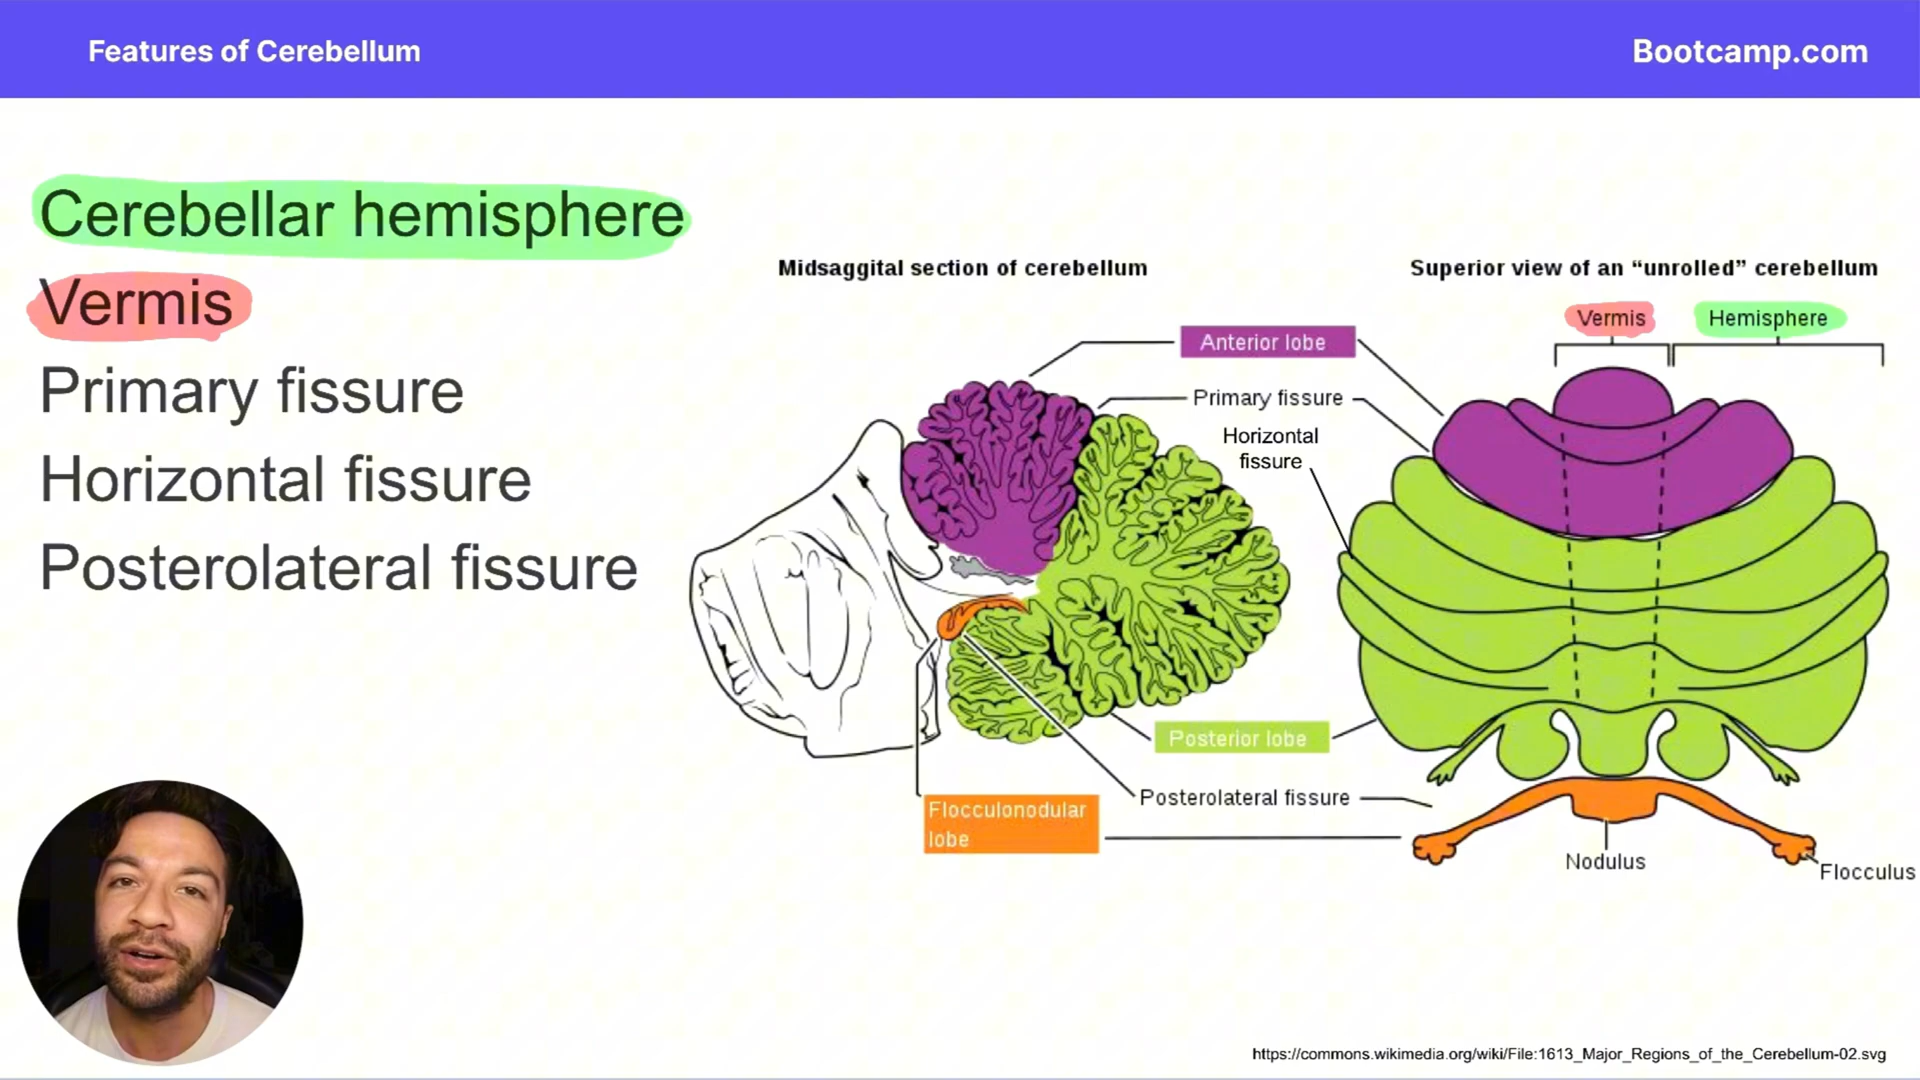 Features of Cerebellum
Bootcamp.com
Cerebellar hemisphere
Vermis
Primary fissure
Horizontal fissure
Posterolateral fissure
Midsaggital section of cerebellum
Superior view of an “unrolled” cerebellum
Vermis
Hemisphere
Anterior lobe
Primary fissure
Horizontal
fissure
Posterior lobe
Posterolateral fissure
Flocculonodular
lobe
Nodulus
Flocculus
https://commons.wikimedia.org/wiki/File:1613_Major_Regions_of_the_Cerebellum-02.svg